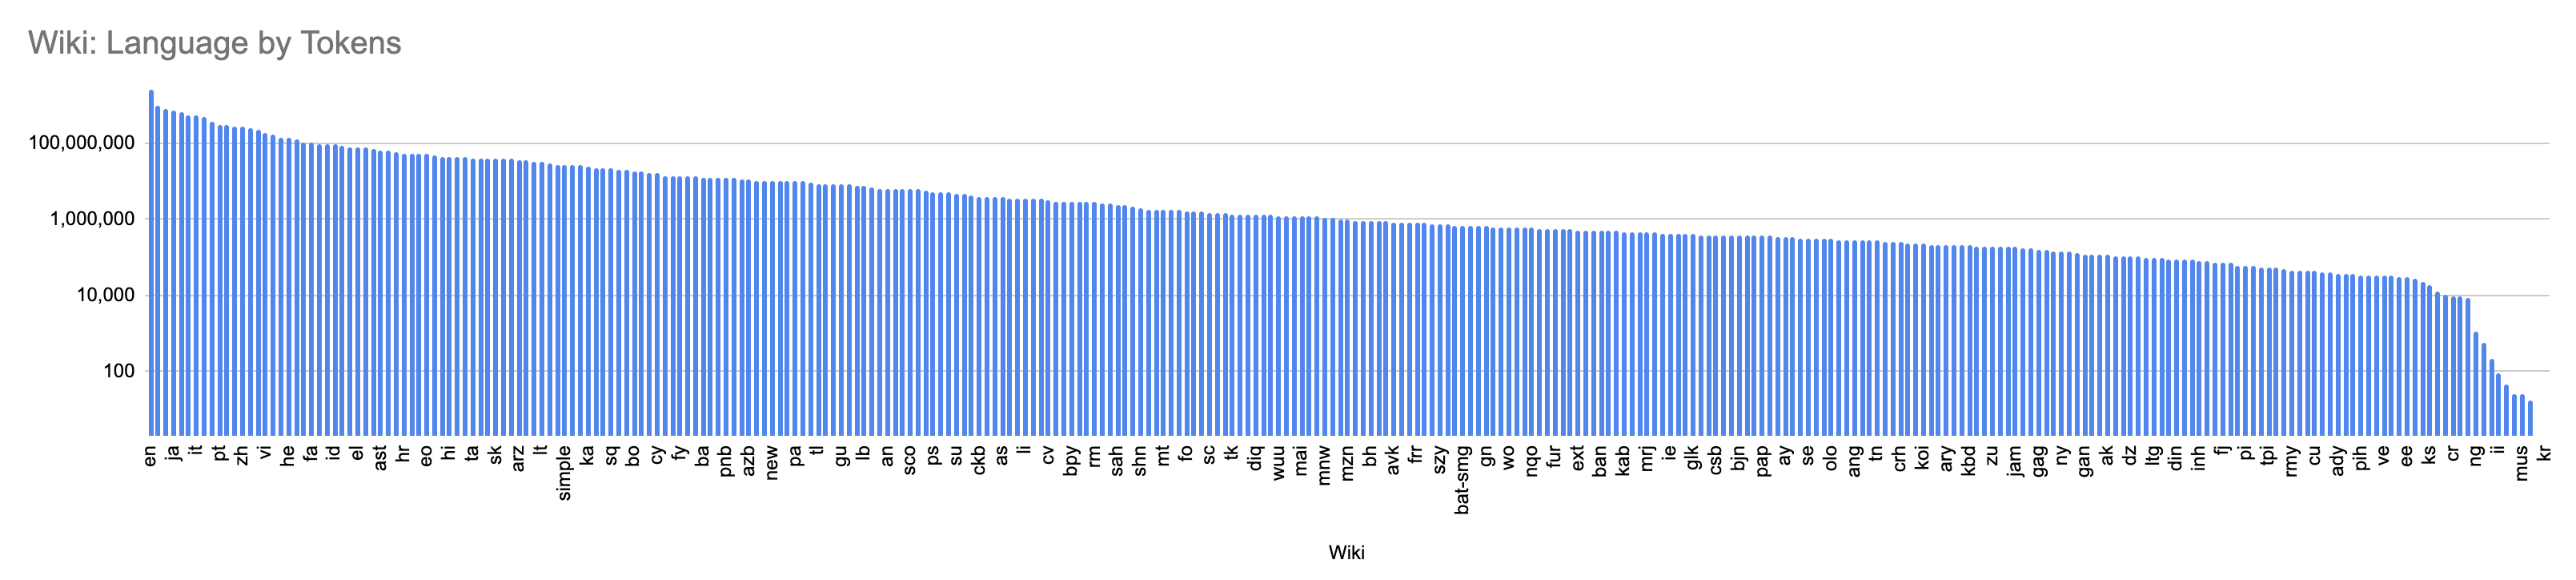 Wiki: Language by Tokens
100,000,000
1,000,000
10,000
100
en ja it pt zh vi he fa id el ast hr eo hi ta sk arz lt simple ka sq bo cy fy ba pnb azb new pa tl gu lb an sco ps su ckb as li cv bpy rm sah shn mt fo sc tk diq wuu mai mnw mzn bh avk frr szy bat-smg gn wo nqo fur ext ban kab mrj ie glk csb bjn pap ay se olo ang tn crh koi ary kbd zu jam gag ny gan ak dz ltg din inh fj pi tpi rmy cu ady pih ve ee ks cr ng ii mus kr
Wiki